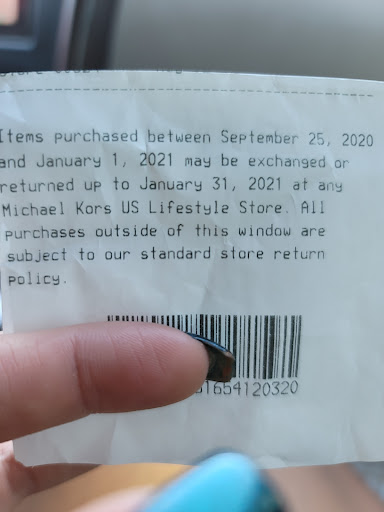 Items purchased between September 25, 2020
and January 1, 2021 may be exchanged or
returned up to January 31, 2021 at any
Michael Kors US Lifestyle Store. All
purchases outside of this window are
subject to our standard store return
policy.
1654120320